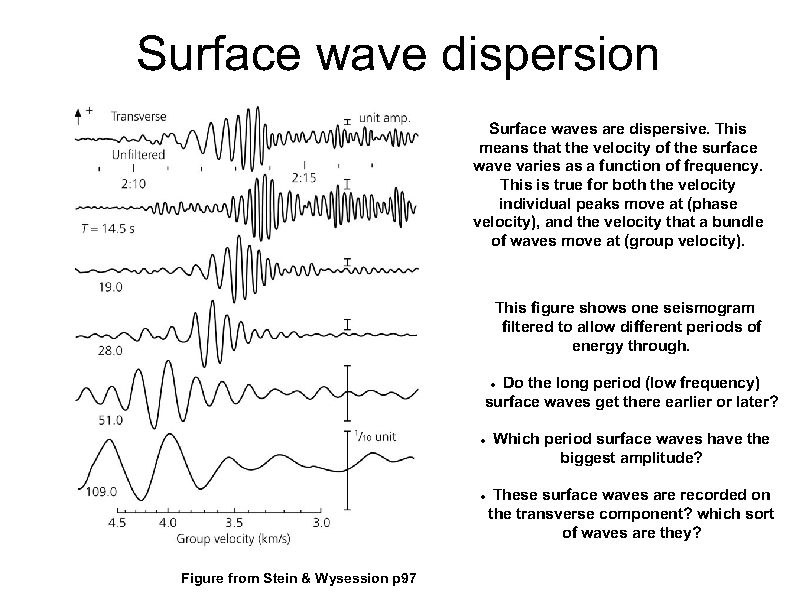 Surface wave dispersion
+
Transverse
unit amp.
Unfiltered
2:10
2:15
T = 14.5 s
19.0
28.0
51.0
1/10 unit
109.0
4.5 4.0 3.5 3.0
Group velocity (km/s)
Figure from Stein & Wysession p97
Surface waves are dispersive. This
means that the velocity of the surface
wave varies as a function of frequency.
This is true for both the velocity
individual peaks move at (phase
velocity), and the velocity that a bundle
of waves move at (group velocity).
This figure shows one seismogram
filtered to allow different periods of
energy through.
• Do the long period (low frequency)
surface waves get there earlier or later?
• Which period surface waves have the
biggest amplitude?
• These surface waves are recorded on
the transverse component? which sort
of waves are they?